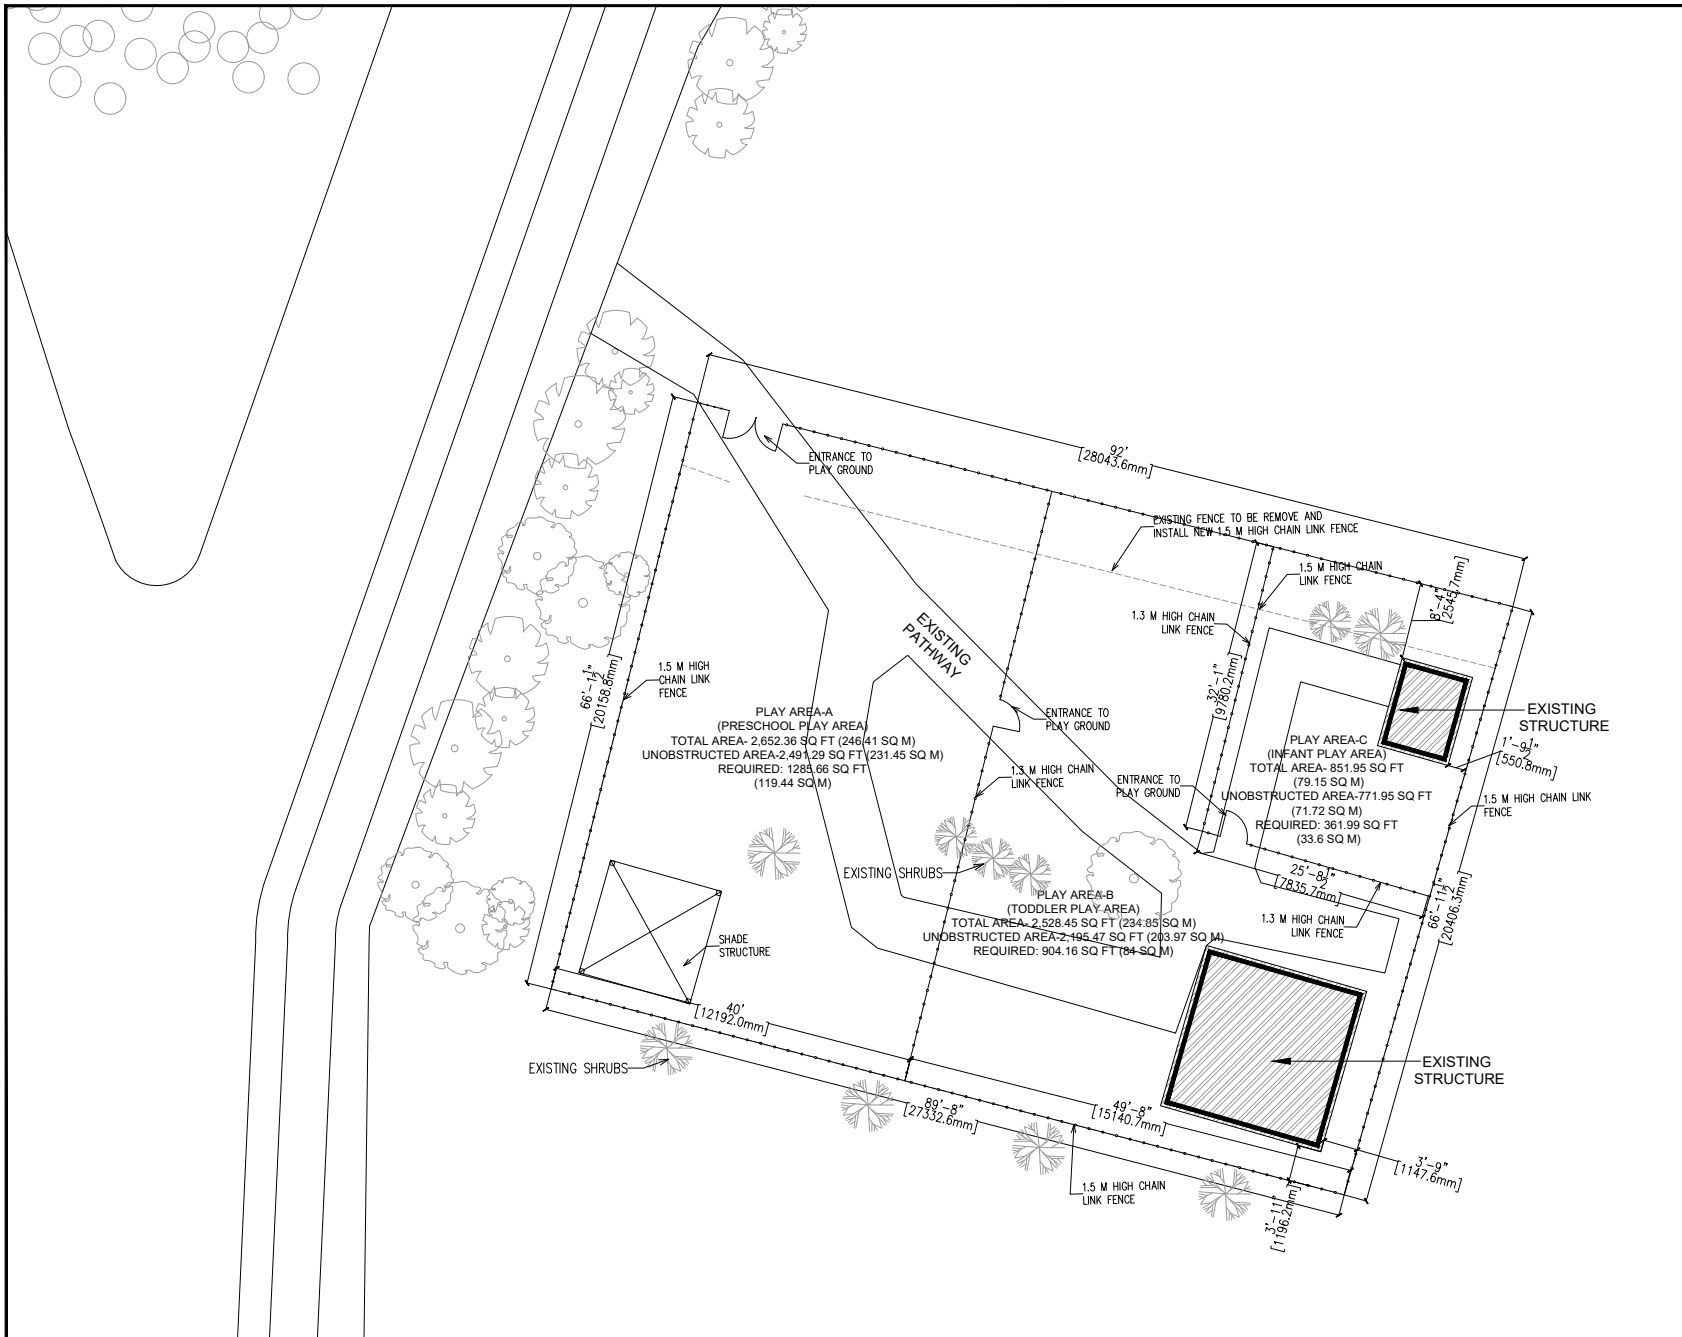 92'
[28043.6mm]
ENTRANCE TO
PLAY GROUND
EXISTING FENCE TO BE REMOVE AND
INSTALL NEW 1.5 M HIGH CHAIN LINK FENCE
1.5 M HIGH CHAIN
LINK FENCE
8'-4"
[2545.7mm]
1.3 M HIGH CHAIN
LINK FENCE
EXISTING
PATHWAY
1.5 M HIGH
CHAIN LINK
FENCE
66'-1 1/2"
[20158.8mm]
32'-1"
[9780.2mm]
EXISTING
STRUCTURE
PLAY AREA-A
(PRESCHOOL PLAY AREA)
TOTAL AREA- 2,652.36 SQ FT (246.41 SQ M)
UNOBSTRUCTED AREA-2,491.29 SQ FT (231.45 SQ M)
REQUIRED: 1285.66 SQ FT
(119.44 SQ M)
ENTRANCE TO
PLAY GROUND
1.3 M HIGH CHAIN
LINK FENCE
ENTRANCE TO
PLAY GROUND
PLAY AREA-C
(INFANT PLAY AREA)
TOTAL AREA- 851.95 SQ FT
(79.15 SQ M)
UNOBSTRUCTED AREA-771.95 SQ FT
(71.72 SQ M)
REQUIRED: 361.99 SQ FT
(33.6 SQ M)
1'-9 1/2"
[550.8mm]
1.5 M HIGH CHAIN LINK
FENCE
EXISTING SHRUBS
25'-8 1/2"
[7835.7mm]
PLAY AREA-B
(TODDLER PLAY AREA)
TOTAL AREA- 2,528.45 SQ FT (234.85 SQ M)
UNOBSTRUCTED AREA-2,195.47 SQ FT (203.97 SQ M)
REQUIRED: 904.16 SQ FT (84 SQ M)
1.3 M HIGH CHAIN
LINK FENCE
66'-11 1/2"
[20406.3mm]
SHADE
STRUCTURE
40'
[12192.0mm]
EXISTING SHRUBS
EXISTING
STRUCTURE
89'-8"
[27332.6mm]
49'-8"
[15140.7mm]
3'-9"
[1147.6mm]
1.5 M HIGH CHAIN
LINK FENCE
3'-11"
[1196.2mm]